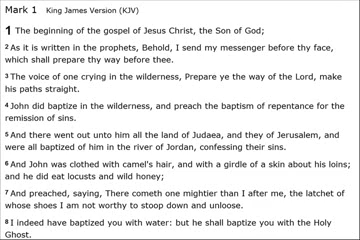 Mark 1 King James Version (KJV)
1 The beginning of the gospel of Jesus Christ, the Son of God;
2 As it is written in the prophets, Behold, I send my messenger before thy face,
which shall prepare thy way before thee.
3 The voice of one crying in the wilderness, Prepare ye the way of the Lord, make
his paths straight.
4 John did baptize in the wilderness, and preach the baptism of repentance for the
remission of sins.
5 And there went out unto him all the land of Judaea, and they of Jerusalem, and
were all baptized of him in the river of Jordan, confessing their sins.
6 And John was clothed with camel's hair, and with a girdle of a skin about his loins;
and he did eat locusts and wild honey;
7 And preached, saying, There cometh one mightier than I after me, the latchet of
whose shoes I am not worthy to stoop down and unloose.
8 I indeed have baptized you with water: but he shall baptize you with the Holy
Ghost.